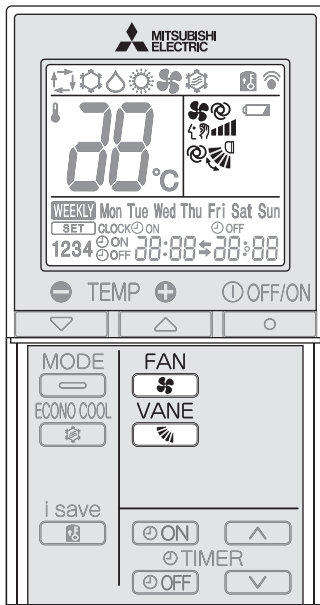 MITSUBISHI
ELECTRIC
88 °C
WEEKLY Mon Tue Wed Thu Fri Sat Sun
SET CLOCK ON OFF
1234 ON OFF 88:88 88:88
TEMP OFF/ON
MODE FAN
ECONO COOL VANE
i save
ON
TIMER
OFF